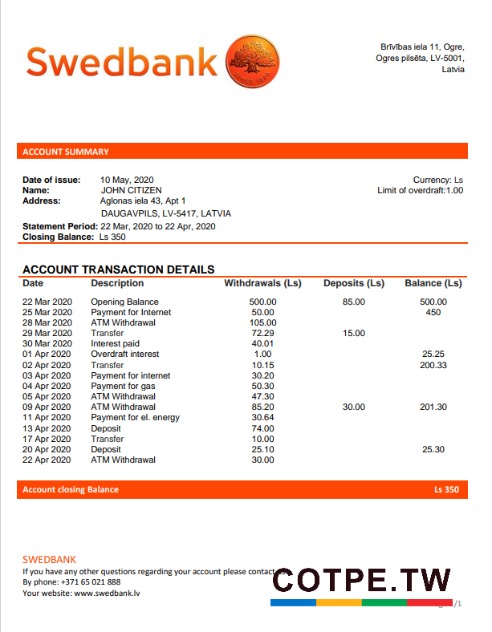 Swedbank
Brīvības iela 11, Ogre,
Ogres pilsēta, LV-5001,
Latvia
ACCOUNT SUMMARY
Date of issue: 10 May, 2020 Currency: Ls
Name: JOHN CITIZEN Limit of overdraft:1.00
Address: Aglonas iela 43, Apt 1
DAUGAVPILS, LV-5417, LATVIA
Statement Period: 22 Mar, 2020 to 22 Apr, 2020
Closing Balance: Ls 350
ACCOUNT TRANSACTION DETAILS
Date Description Withdrawals (Ls) Deposits (Ls) Balance (Ls)
22 Mar 2020 Opening Balance 500.00 85.00 500.00
25 Mar 2020 Payment for Internet 50.00 450
28 Mar 2020 ATM Withdrawal 105.00
29 Mar 2020 Transfer 72.29 15.00
30 Mar 2020 Interest paid 40.01
01 Apr 2020 Overdraft interest 1.00 25.25
02 Apr 2020 Transfer 10.15 200.33
03 Apr 2020 Payment for internet 30.20
04 Apr 2020 Payment for gas 50.30
05 Apr 2020 ATM Withdrawal 47.30
09 Apr 2020 ATM Withdrawal 85.20 30.00 201.30
11 Apr 2020 Payment for el. energy 30.64
13 Apr 2020 Deposit 74.00
17 Apr 2020 Transfer 10.00
20 Apr 2020 Deposit 25.10 25.30
22 Apr 2020 ATM Withdrawal 30.00
Account closing Balance Ls 350
SWEDBANK
If you have any other questions regarding your account please contact
By phone: +371 65 021 888
Your website: www.swedbank.lv
COTPE.TW
/1